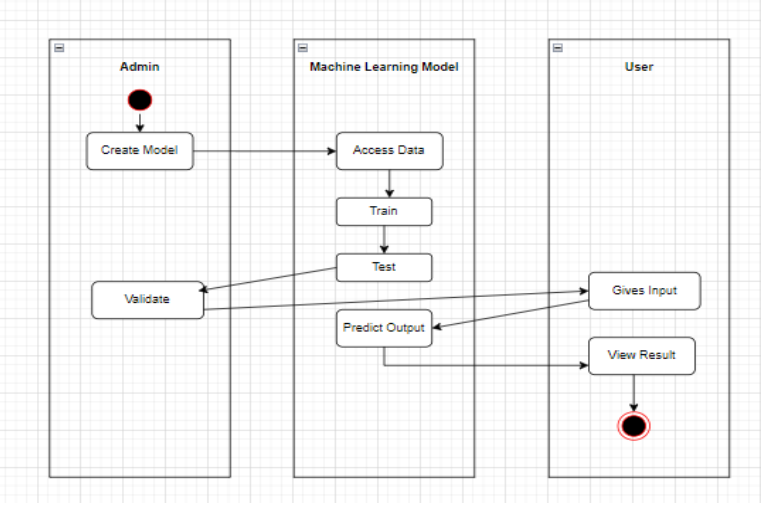 Admin
Machine Learning Model
User
Create Model
Access Data
Train
Test
Validate
Gives Input
Predict Output
View Result